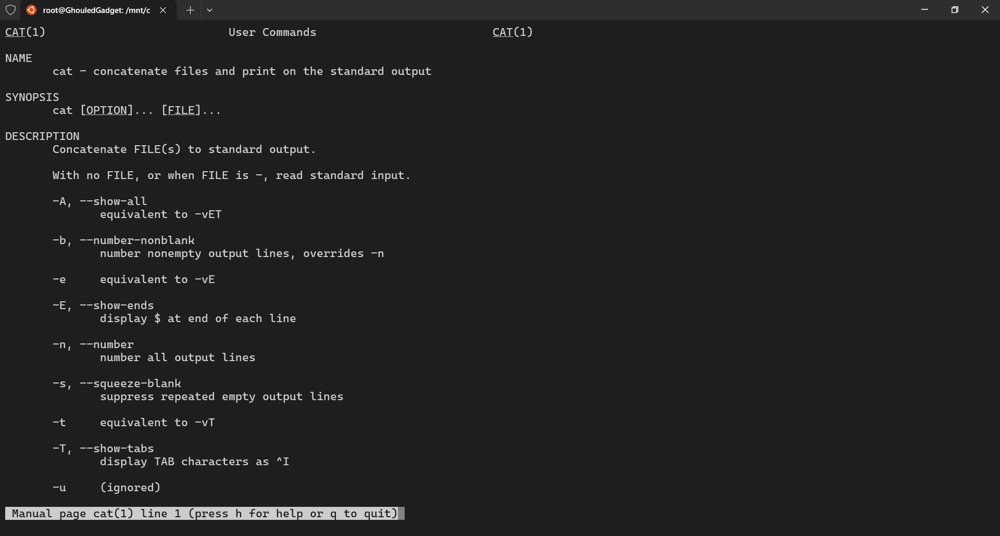 root@GhouledGadget: /mnt/c
CAT(1) User Commands CAT(1)
NAME
cat - concatenate files and print on the standard output
SYNOPSIS
cat [OPTION]... [FILE]...
DESCRIPTION
Concatenate FILE(s) to standard output.
With no FILE, or when FILE is -, read standard input.
-A, --show-all
equivalent to -vET
-b, --number-nonblank
number nonempty output lines, overrides -n
-e equivalent to -vE
-E, --show-ends
display $ at end of each line
-n, --number
number all output lines
-s, --squeeze-blank
suppress repeated empty output lines
-t equivalent to -vT
-T, --show-tabs
display TAB characters as ^I
-u (ignored)
Manual page cat(1) line 1 (press h for help or q to quit)